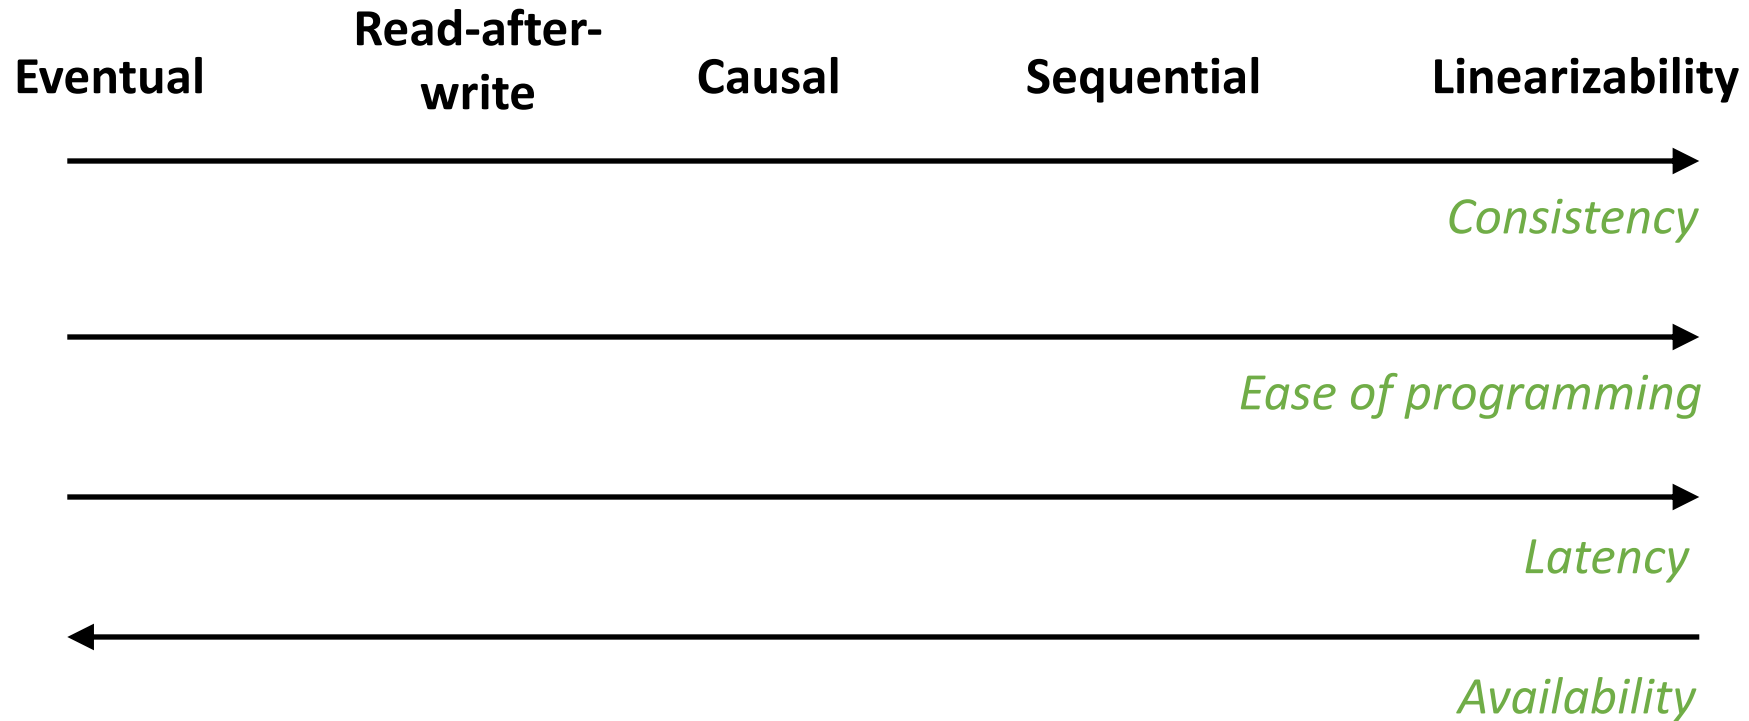 Eventual
Read-after-
write
Causal
Sequential
Linearizability
Consistency
Ease of programming
Latency
Availability